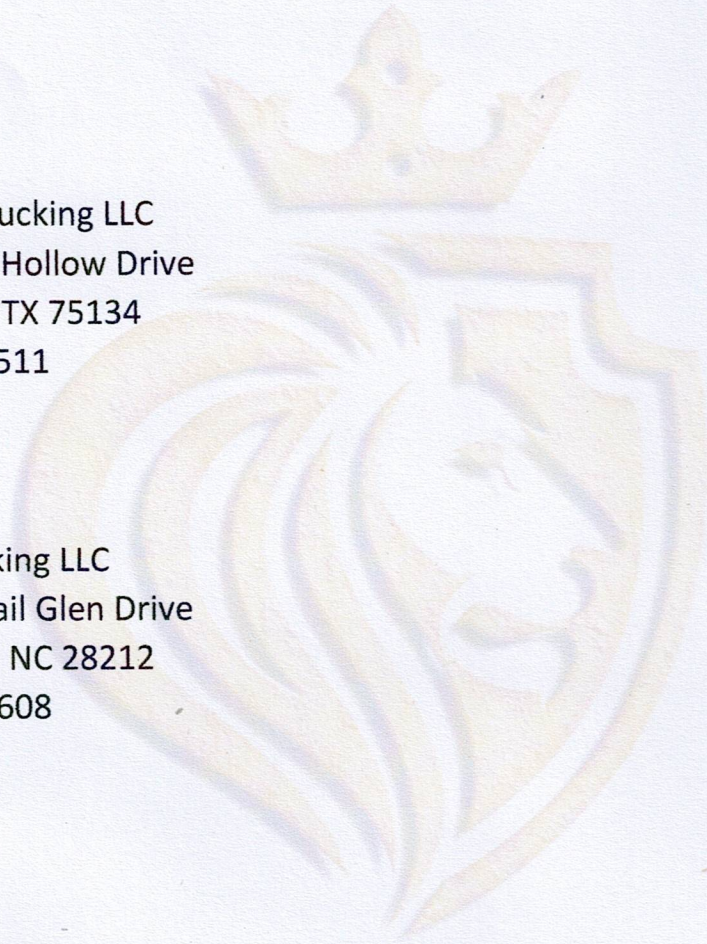 ucking LLC
Hollow Drive
TX 75134
511
king LLC
ail Glen Drive
NC 28212
608